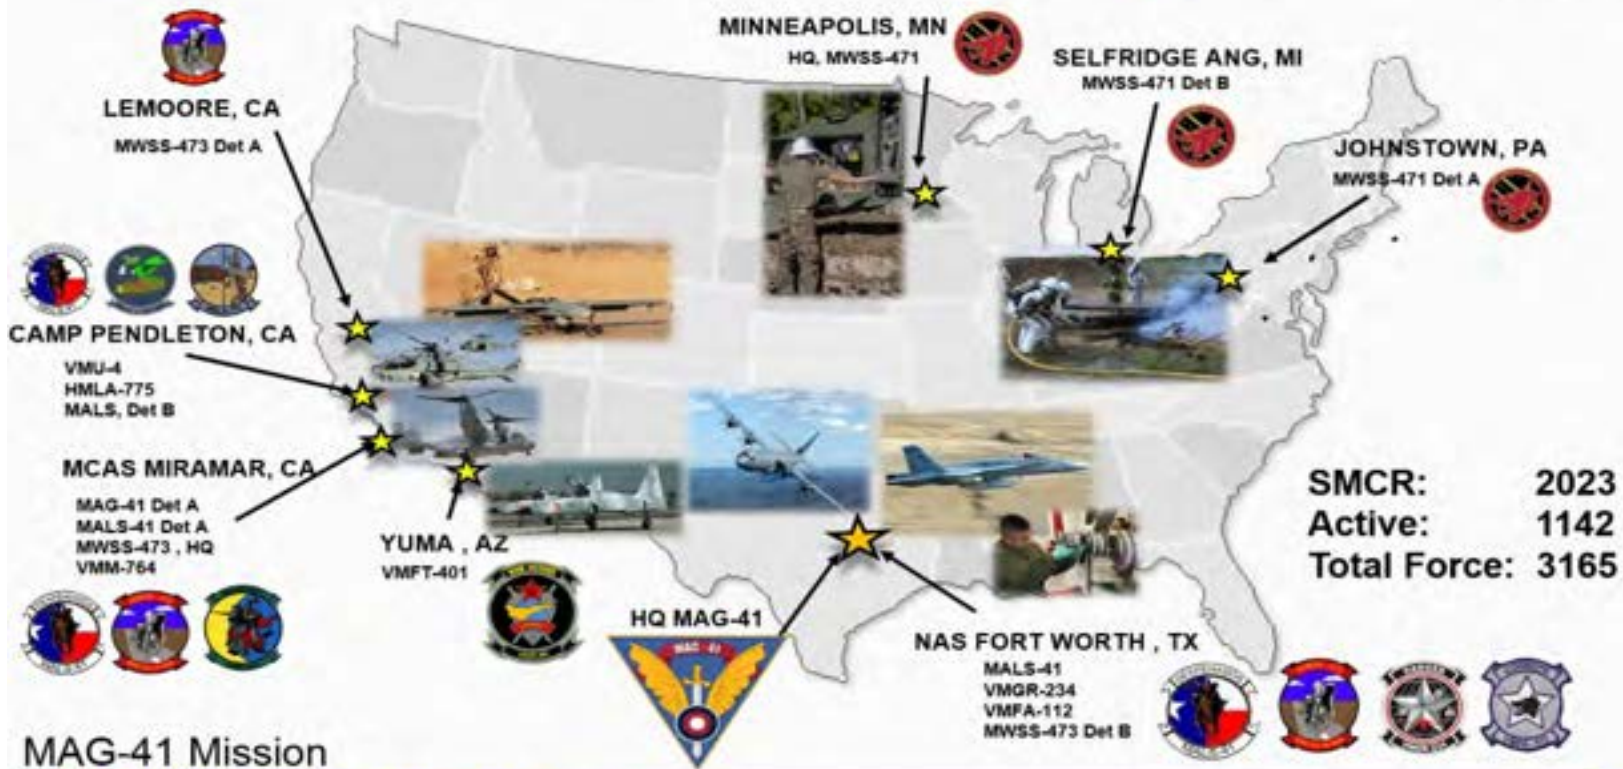 MINNEAPOLIS, MN
HQ, MWSS-471
SELFRIDGE ANG, MI
MWSS-471 Det B
LEMOORE, CA
MWSS-473 Det A
JOHNSTOWN, PA
MWSS-471 Det A
CAMP PENDLETON, CA
VMU-4
HMLA-775
MALS, Det B
MCAS MIRAMAR, CA
MAG-41 Det A
MALS-41 Det A
MWSS-473 , HQ
VMM-764
YUMA , AZ
VMFT-401
SMCR: 2023
Active: 1142
Total Force: 3165
HQ MAG-41
MAG-41
NAS FORT WORTH , TX
MALS-41
VMGR-234
VMFA-112
MWSS-473 Det B
MAG-41 Mission